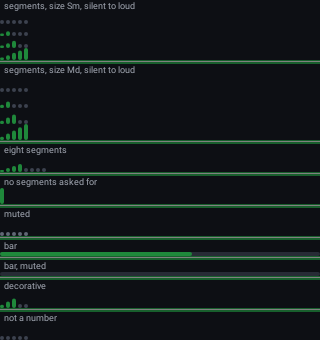 segments, size Sm, silent to loud
segments, size Md, silent to loud
eight segments
no segments asked for
muted
bar
bar, muted
decorative
not a number